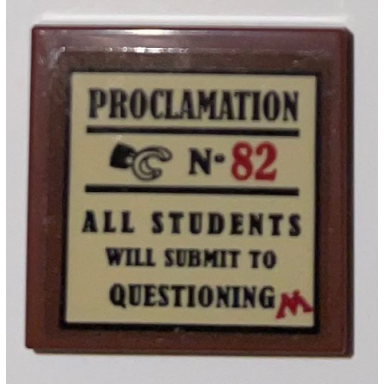 PROCLAMATION
N• 82
ALL STUDENTS
WILL SUBMIT TO
QUESTIONING